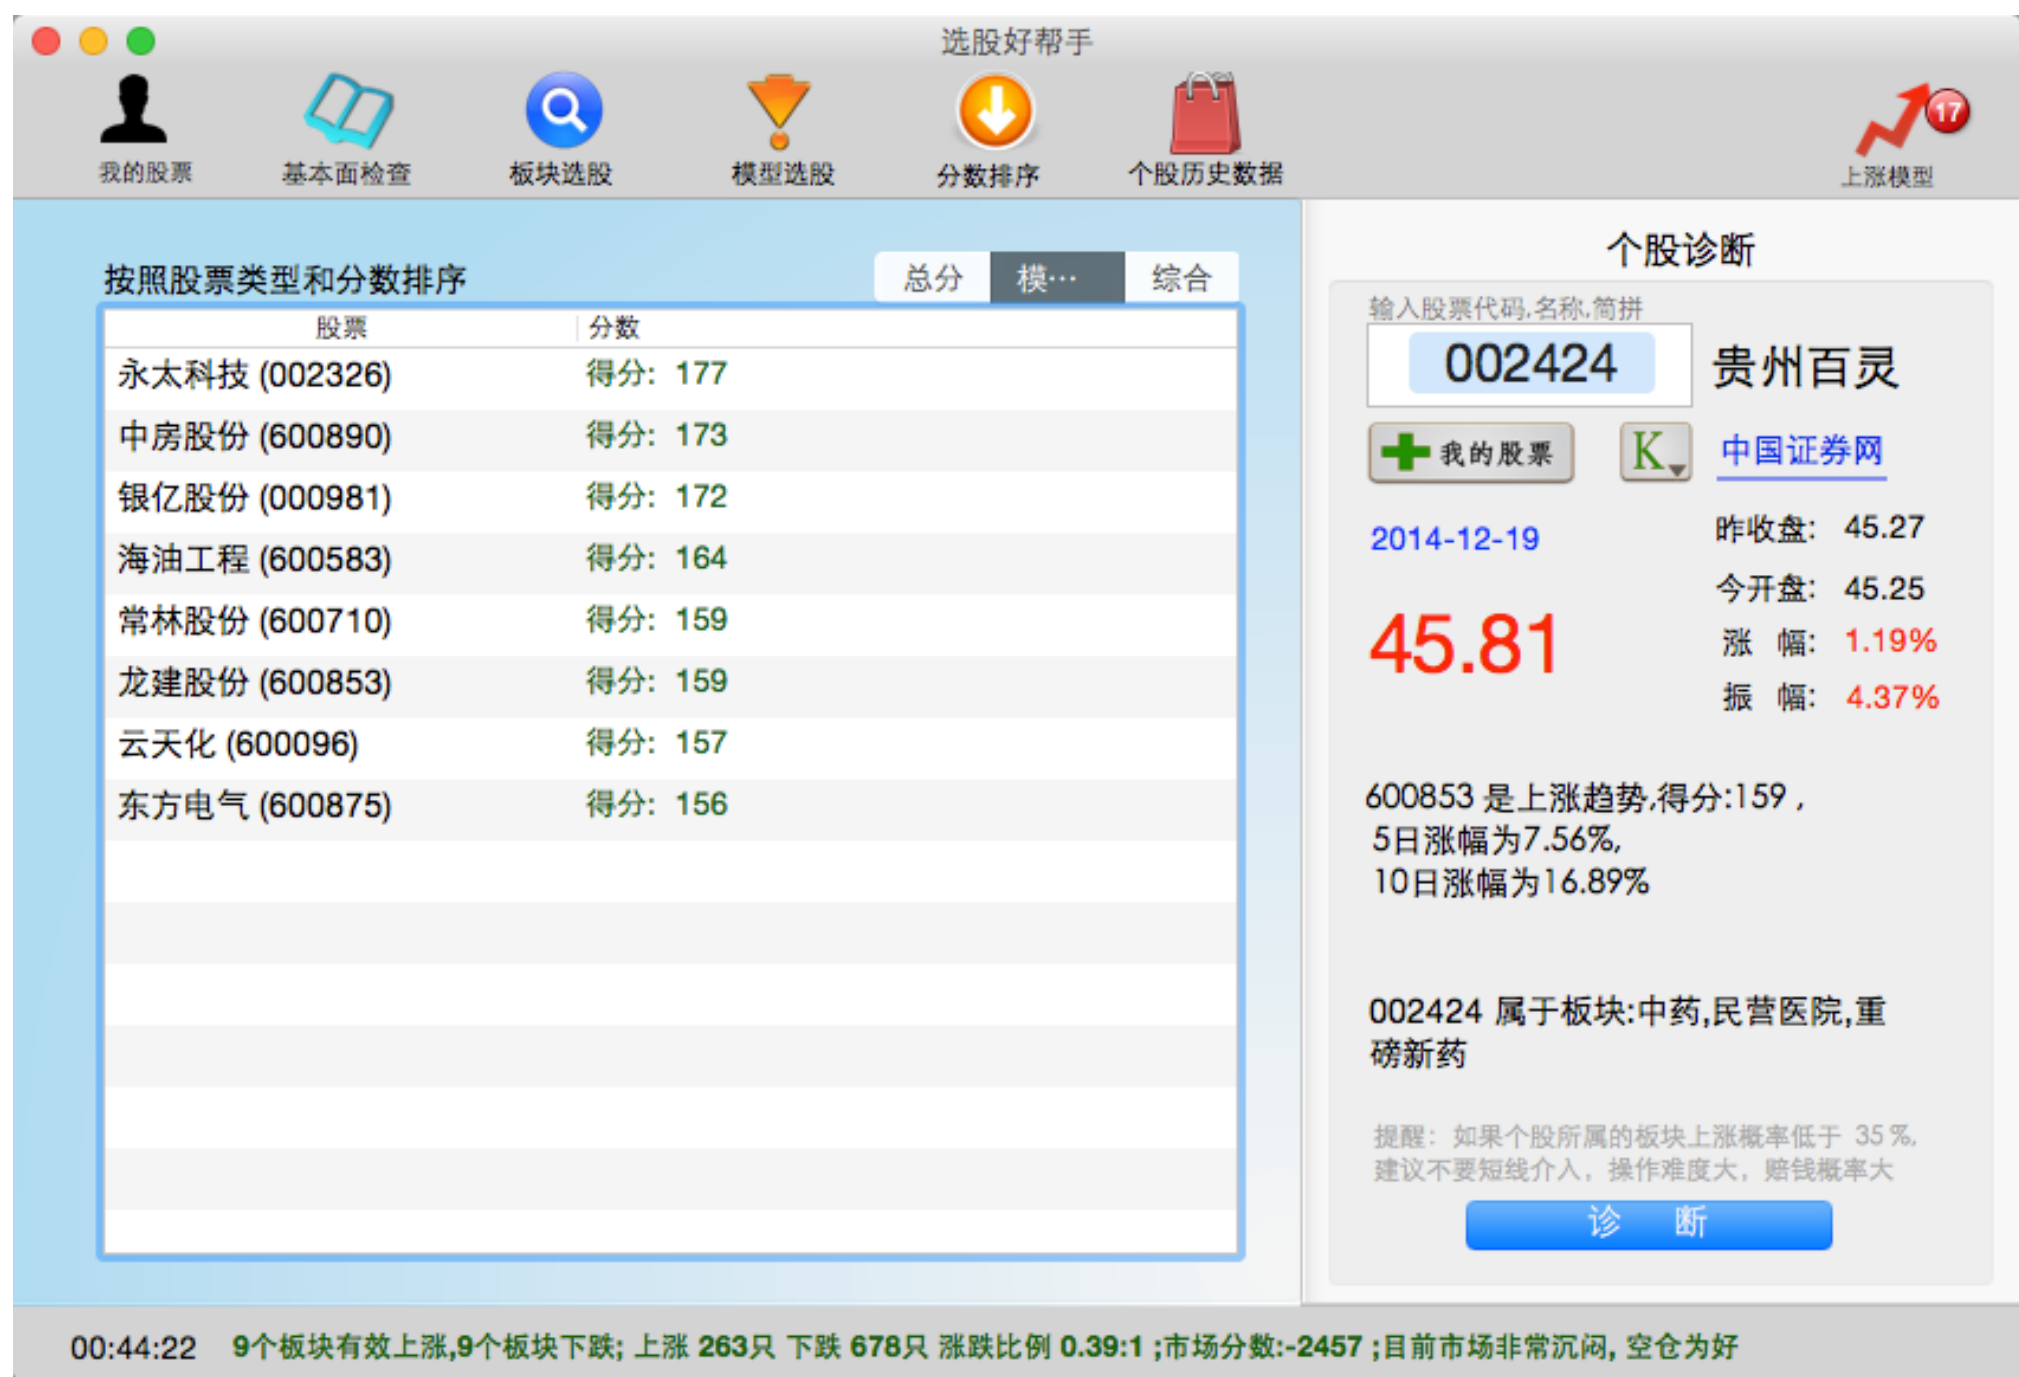 选股好帮手
我的股票
基本面检查
板块选股
模型选股
分数排序
个股历史数据
17
上涨模型
按照股票类型和分数排序
总分 模… 综合
股票 分数
永太科技 (002326) 得分: 177
中房股份 (600890) 得分: 173
银亿股份 (000981) 得分: 172
海油工程 (600583) 得分: 164
常林股份 (600710) 得分: 159
龙建股份 (600853) 得分: 159
云天化 (600096) 得分: 157
东方电气 (600875) 得分: 156
个股诊断
输入股票代码,名称,简拼
002424 贵州百灵
我的股票 K 中国证券网
2014-12-19
昨收盘: 45.27
今开盘: 45.25
45.81
涨 幅: 1.19%
振 幅: 4.37%
600853 是上涨趋势,得分:159 ,
5日涨幅为7.56%,
10日涨幅为16.89%
002424 属于板块:中药,民营医院,重
磅新药
提醒: 如果个股所属的板块上涨概率低于 35%,
建议不要短线介入, 操作难度大, 赔钱概率大
诊 断
00:44:22 9个板块有效上涨,9个板块下跌; 上涨 263只 下跌 678只 涨跌比例 0.39:1 ;市场分数:-2457 ;目前市场非常沉闷, 空仓为好